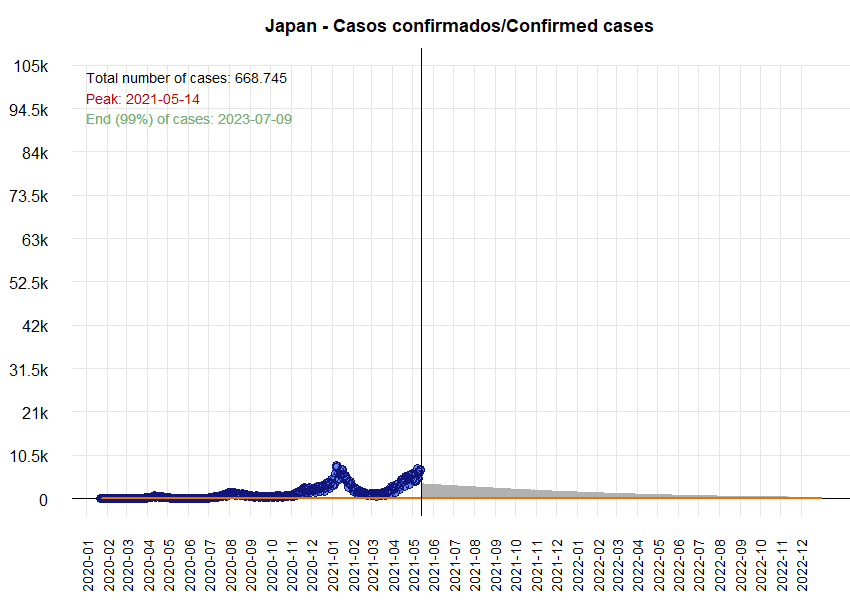 Japan - Casos confirmados/Confirmed cases
105k
Total number of cases: 668.745
Peak: 2021-05-14
94.5k
End (99%) of cases: 2023-07-09
84k
73.5k
63k
52.5k
42k
31.5k
21k
10.5k
0
2020-01
2020-02
2020-03
2020-04
2020-05
2020-06
2020-07
2020-08
2020-09
2020-10
2020-11
2020-12
2021-01
2021-02
2021-03
2021-04
2021-05
2021-06
2021-07
2021-08
2021-09
2021-10
2021-11
2021-12
2022-01
2022-02
2022-03
2022-04
2022-05
2022-06
2022-07
2022-08
2022-09
2022-10
2022-11
2022-12